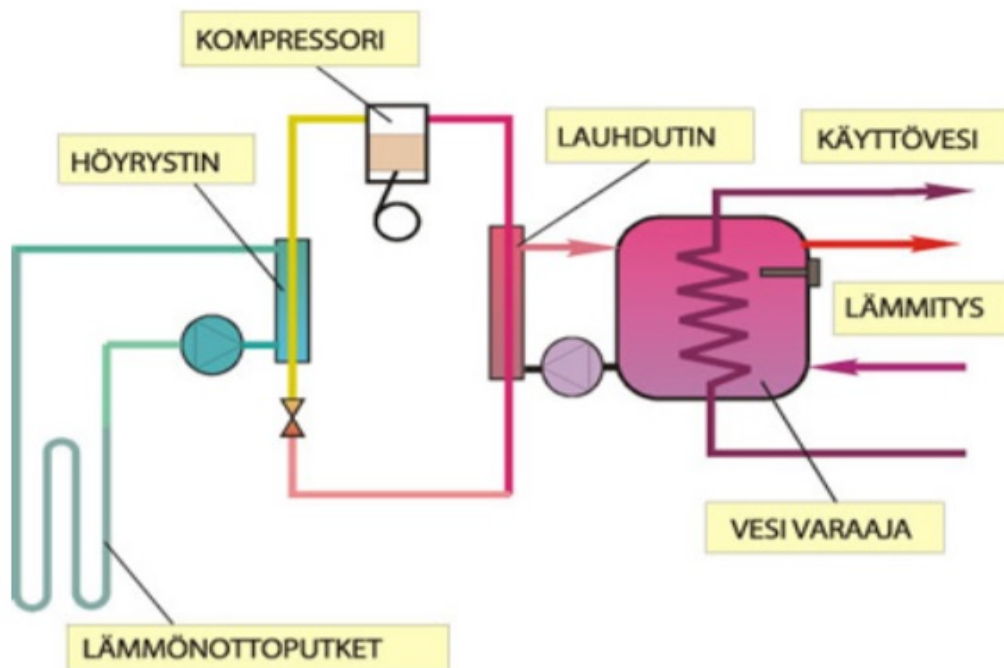 KOMPRESSORI
HÖYRYSTIN
LAUHDUTIN
KÄYTTÖVESI
LÄMMITYS
VESI VARAAJA
LÄMMÖNOTTOPUTKET